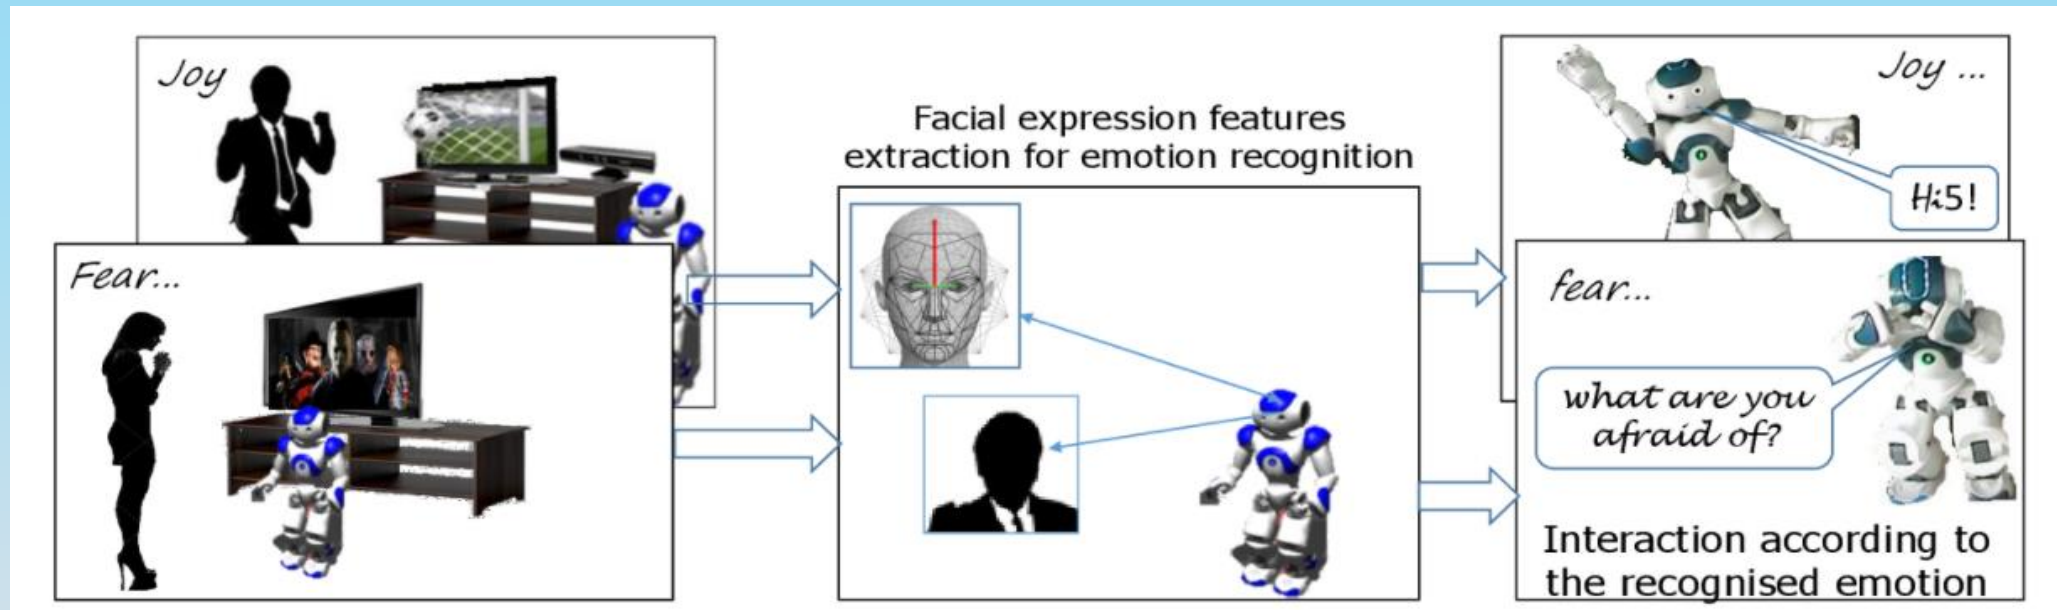 Joy
Fear...
Facial expression features
extraction for emotion recognition
Joy ...
Hi5!
fear...
what are you
afraid of?
Interaction according to
the recognised emotion